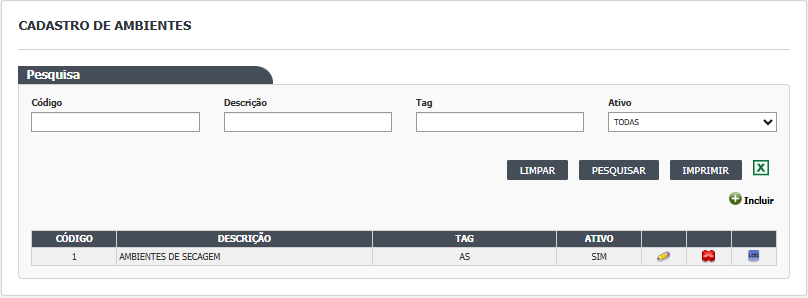 CADASTRO DE AMBIENTES
Pesquisa
Código Descrição Tag Ativo
TODAS
LIMPAR PESQUISAR IMPRIMIR
Incluir
CÓDIGO DESCRIÇÃO TAG ATIVO
1 AMBIENTES DE SECAGEM AS SIM LOG